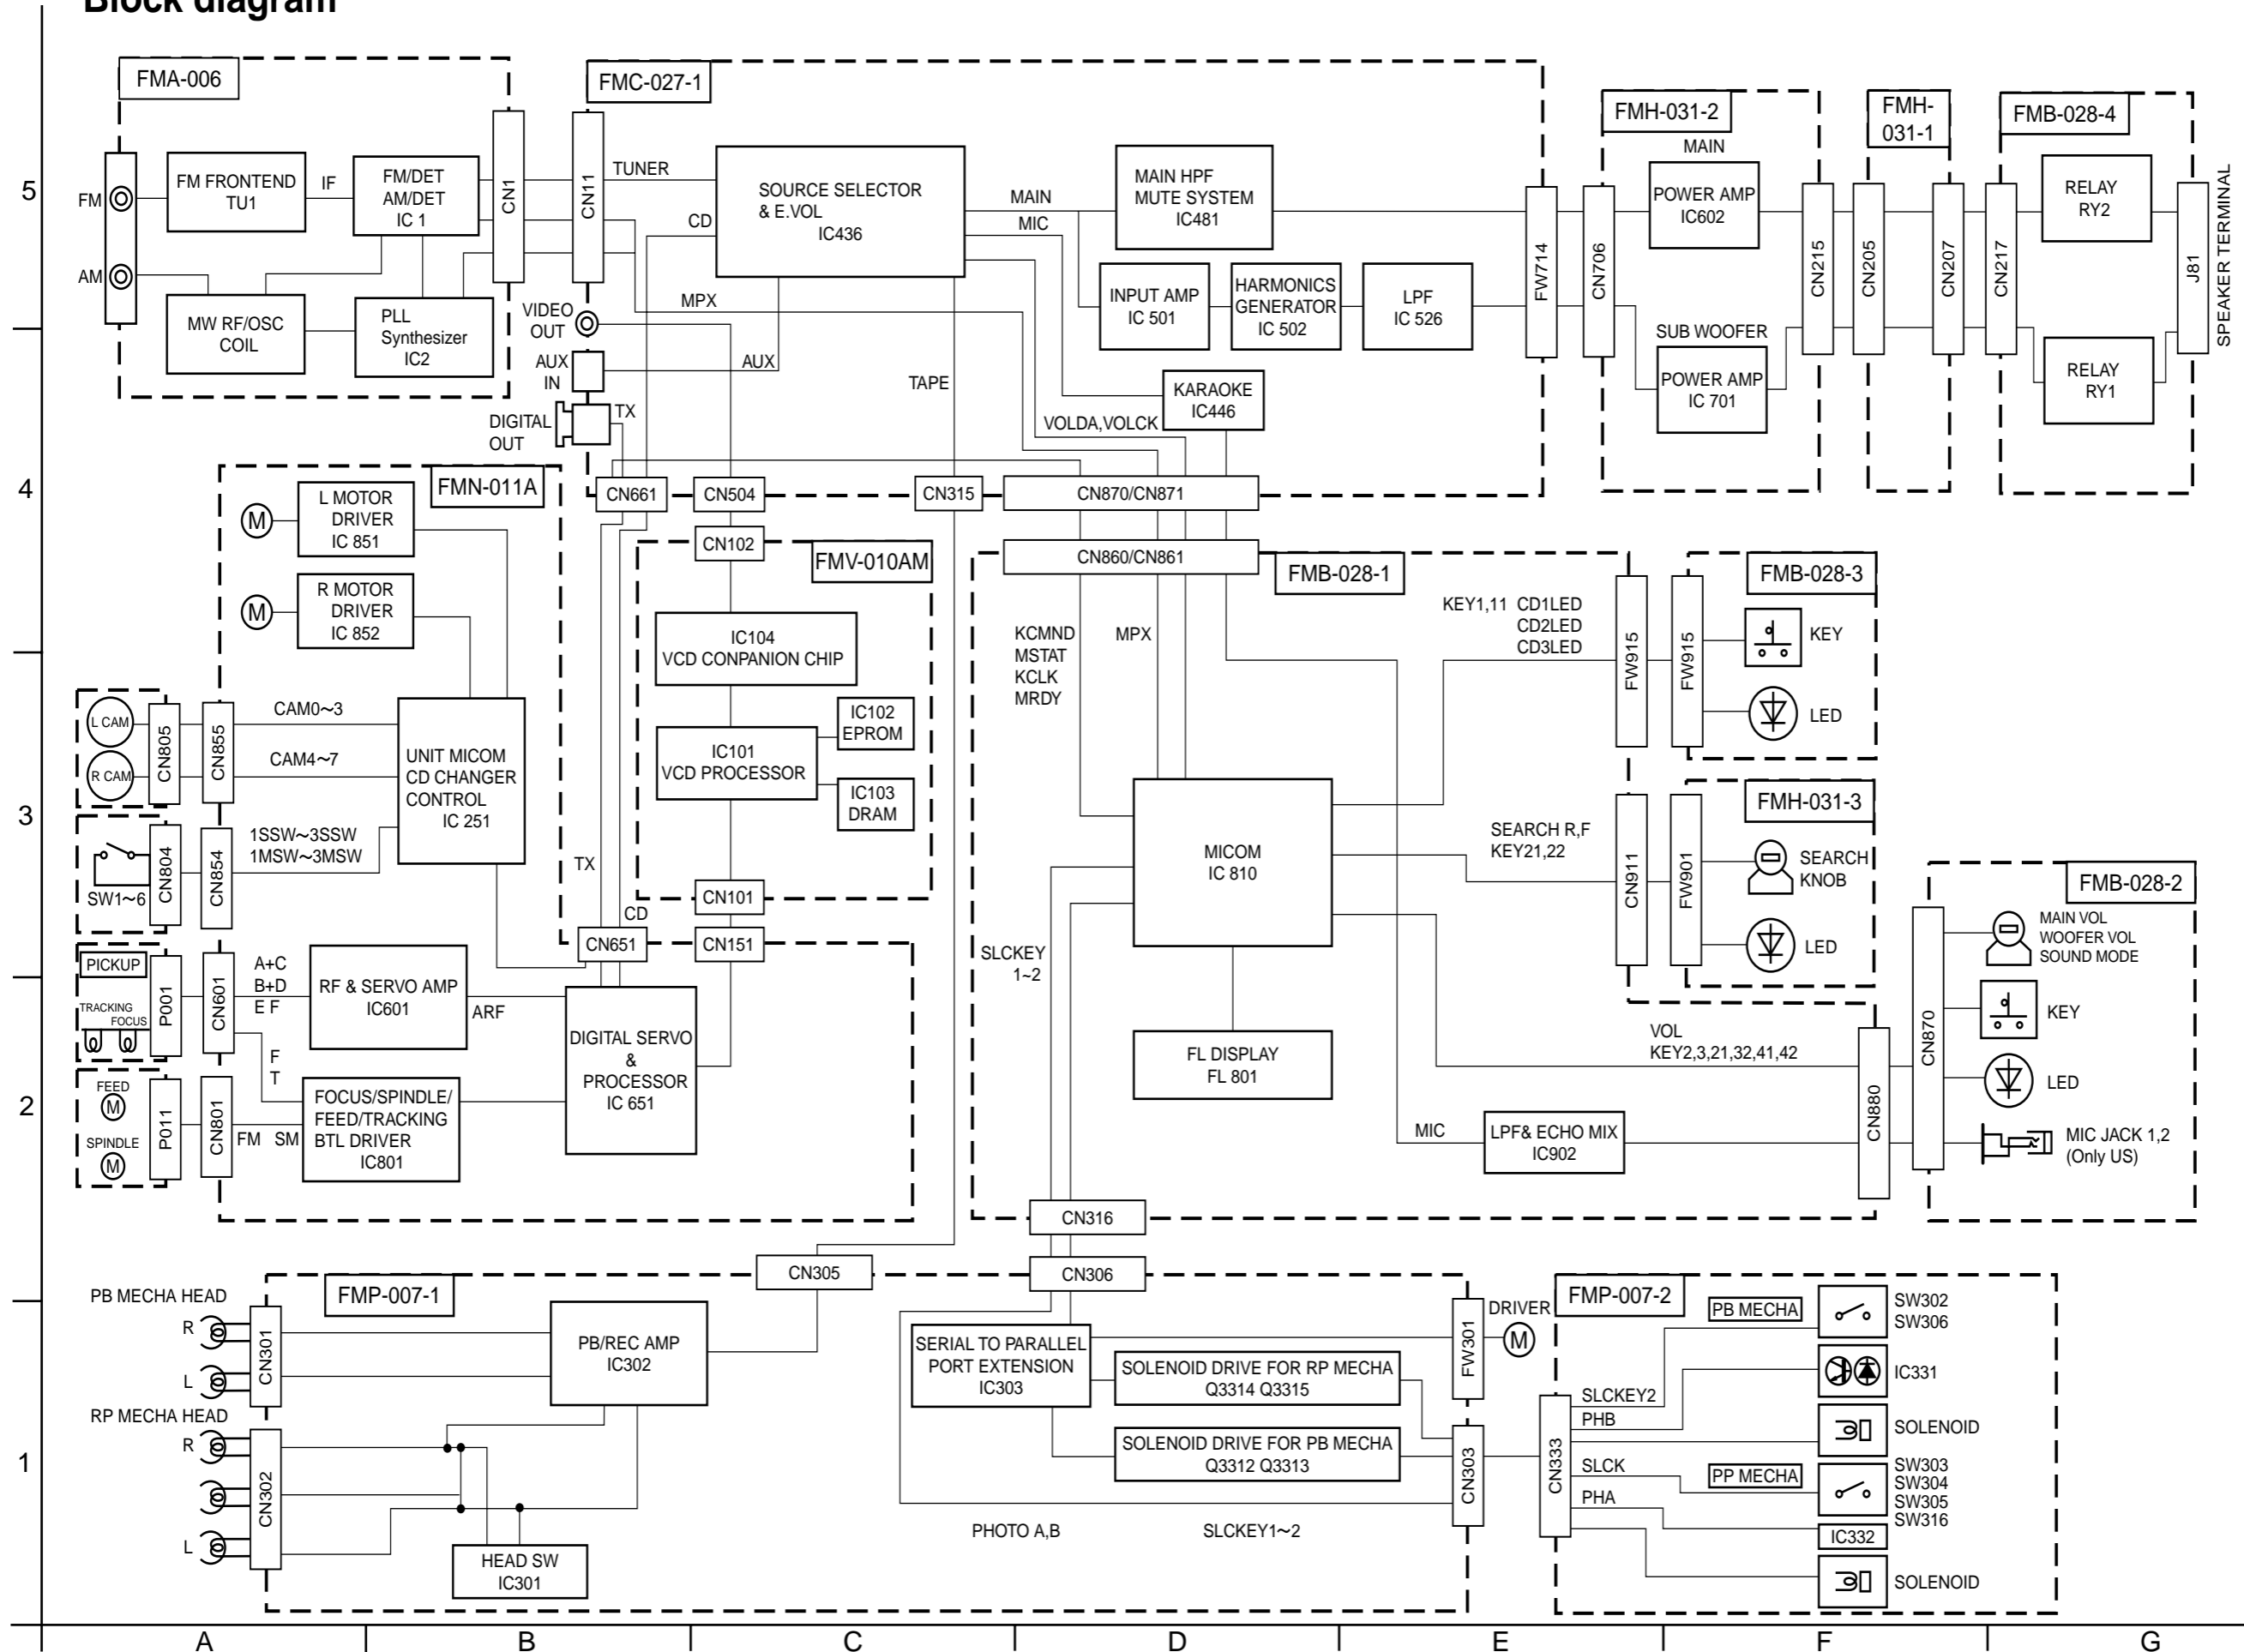 Block diagram
FMA-006
FM
AM
FM FRONTEND
TU1
IF
FM/DET
AM/DET
IC 1
MW RF/OSC
COIL
PLL
Synthesizer
IC2
CN1
FMC-027-1
CN11
TUNER
CD
SOURCE SELECTOR
& E.VOL
IC436
MAIN
MIC
MAIN HPF
MUTE SYSTEM
IC481
INPUT AMP
IC 501
HARMONICS
GENERATOR
IC 502
LPF
IC 526
MPX
VIDEO
OUT
AUX
IN
AUX
DIGITAL
OUT
TX
TAPE
KARAOKE
IC446
VOLDA,VOLCK
FW714
CN661
CN504
CN315
CN870/CN871
FMH-031-2
MAIN
CN706
POWER AMP
IC602
SUB WOOFER
POWER AMP
IC 701
CN215
FMH-
031-1
CN205
CN207
FMB-028-4
CN217
RELAY
RY2
RELAY
RY1
J81
SPEAKER TERMINAL
FMN-011A
M
L MOTOR
DRIVER
IC 851
M
R MOTOR
DRIVER
IC 852
L CAM
R CAM
CN805
CN855
CAM0~3
CAM4~7
UNIT MICOM
CD CHANGER
CONTROL
IC 251
SW1~6
CN804
CN854
1SSW~3SSW
1MSW~3MSW
TX
CD
CN651
PICKUP
TRACKING
FOCUS
P001
CN601
A+C
B+D
E F
RF & SERVO AMP
IC601
ARF
F
T
DIGITAL SERVO
&
PROCESSOR
IC 651
FEED
M
SPINDLE
M
P011
CN801
FM SM
FOCUS/SPINDLE/
FEED/TRACKING
BTL DRIVER
IC801
CN102
FMV-010AM
IC104
VCD CONPANION CHIP
IC101
VCD PROCESSOR
IC102
EPROM
IC103
DRAM
CN101
CN151
CN860/CN861
FMB-028-1
KCMND
MSTAT
KCLK
MRDY
MPX
KEY1,11 CD1LED
CD2LED
CD3LED
FW915
FW915
FMB-028-3
KEY
LED
MICOM
IC 810
SEARCH R,F
KEY21,22
CN911
FW901
FMH-031-3
SEARCH
KNOB
LED
SLCKEY
1~2
FL DISPLAY
FL 801
VOL
KEY2,3,21,32,41,42
MIC
LPF& ECHO MIX
IC902
CN880
CN870
FMB-028-2
MAIN VOL
WOOFER VOL
SOUND MODE
KEY
LED
MIC JACK 1,2
(Only US)
CN316
CN305
CN306
FMP-007-1
PB MECHA HEAD
R
L
CN301
RP MECHA HEAD
R
L
CN302
PB/REC AMP
IC302
HEAD SW
IC301
SERIAL TO PARALLEL
PORT EXTENSION
IC303
SOLENOID DRIVE FOR RP MECHA
Q3314 Q3315
SOLENOID DRIVE FOR PB MECHA
Q3312 Q3313
PHOTO A,B
SLCKEY1~2
FW301
DRIVER
M
CN303
FMP-007-2
CN333
SLCKEY2
PHB
SLCK
PHA
PB MECHA
SW302
SW306
IC331
SOLENOID
PP MECHA
SW303
SW304
SW305
SW316
IC332
SOLENOID
5
4
3
2
1
A
B
C
D
E
F
G